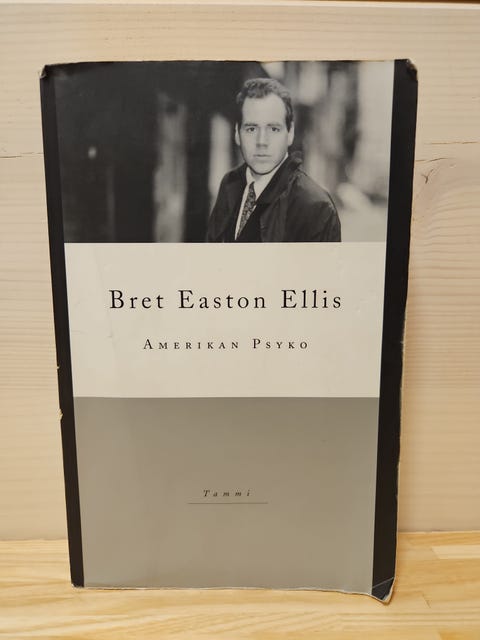 Bret Easton Ellis
Amerikan Psyko
Tammi